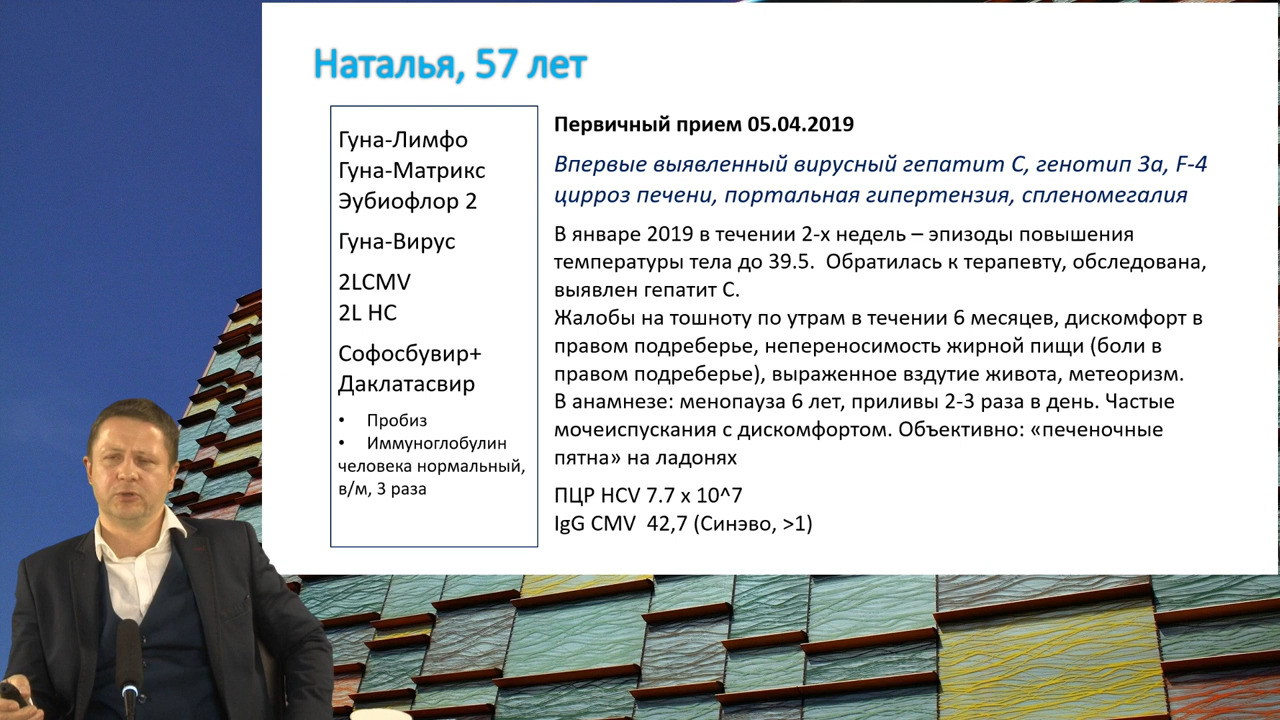 Наталья, 57 лет
Гуна-Лимфо
Гуна-Матрикс
Эубиофлор 2
Гуна-Вирус
2LCMV
2L HC
Софосбувир+
Даклатасвир
• Пробиз
• Иммуноглобулин
человека нормальный,
в/м, 3 раза
Первичный прием 05.04.2019
Впервые выявленный вирусный гепатит С, генотип 3а, F-4
цирроз печени, портальная гипертензия, спленомегалия
В январе 2019 в течении 2-х недель – эпизоды повышения
температуры тела до 39.5. Обратилась к терапевту, обследована,
выявлен гепатит С.
Жалобы на тошноту по утрам в течении 6 месяцев, дискомфорт в
правом подреберье, непереносимость жирной пищи (боли в
правом подреберье), выраженное вздутие живота, метеоризм.
В анамнезе: менопауза 6 лет, приливы 2-3 раза в день. Частые
мочеиспускания с дискомфортом. Объективно: «печеночные
пятна» на ладонях
ПЦР HCV 7.7 x 10^7
IgG CMV 42,7 (Синэво, >1)